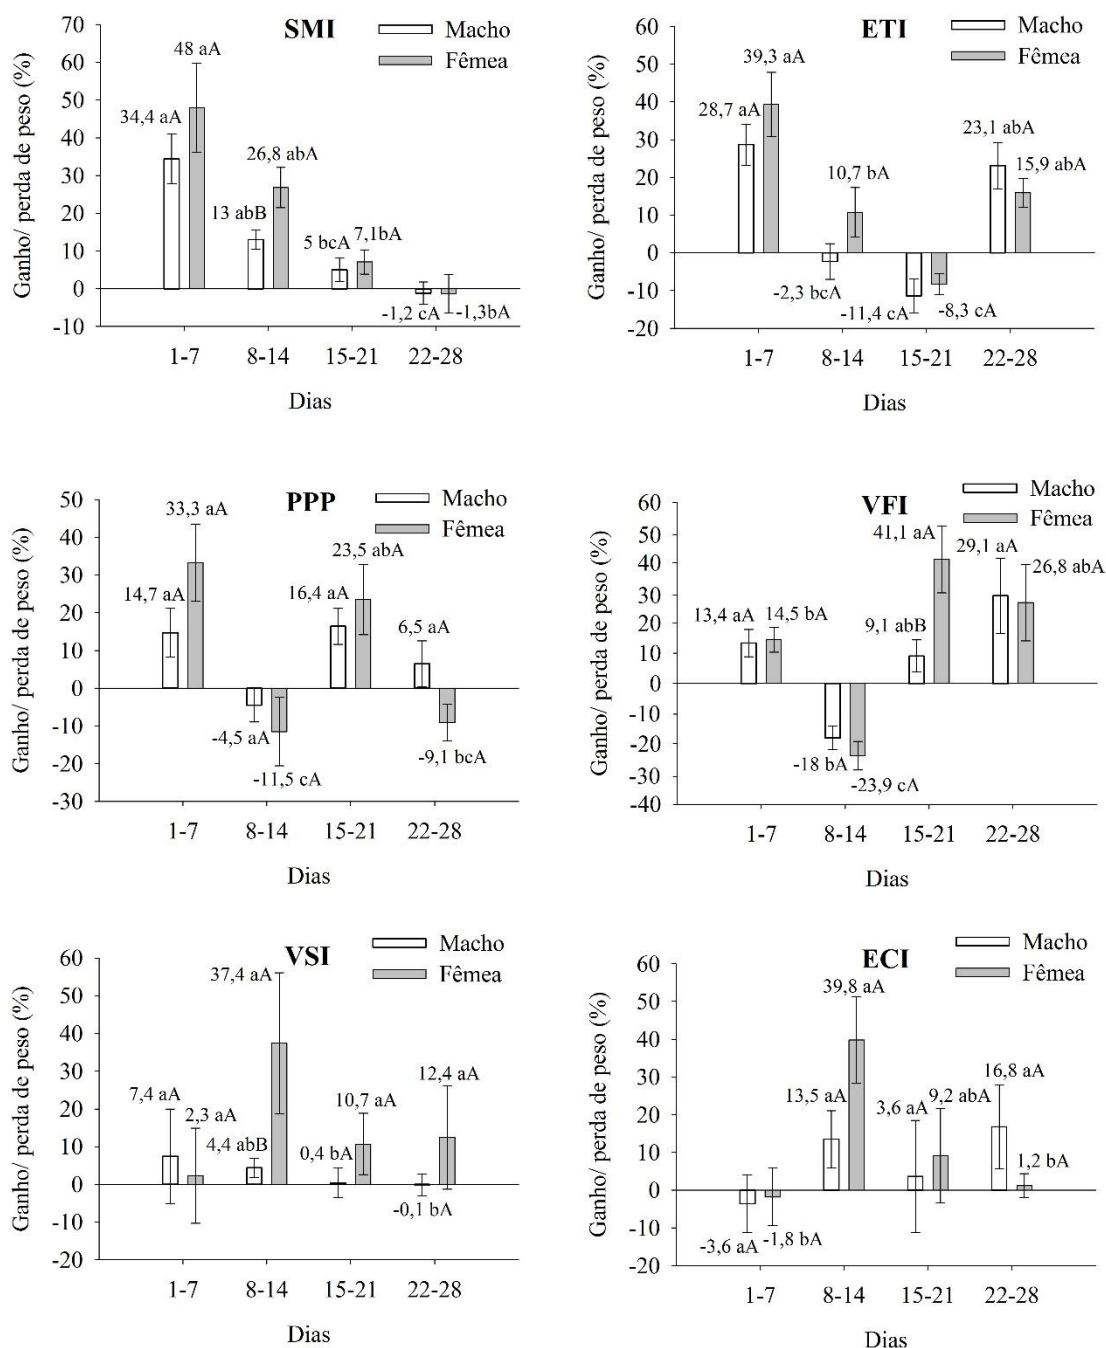 SMI
Macho
Fêmea
Ganho/ perda de peso (%)
70
60
50
40
30
20
10
0
-10
34,4 aA
48 aA
13 abB
26,8 abA
5 bcA
7,1bA
-1,2 cA
-1,3bA
1-7
8-14
15-21
22-28
Dias
ETI
Macho
Fêmea
Ganho/ perda de peso (%)
60
50
40
30
20
10
0
-10
-20
28,7 aA
39,3 aA
-2,3 bcA
10,7 bA
-11,4 cA
-8,3 cA
23,1 abA
15,9 abA
1-7
8-14
15-21
22-28
Dias
PPP
Macho
Fêmea
Ganho/ perda de peso (%)
50
40
30
20
10
0
-10
-20
-30
14,7 aA
33,3 aA
-4,5 aA
-11,5 cA
16,4 aA
23,5 abA
6,5 aA
-9,1 bcA
1-7
8-14
15-21
22-28
Dias
VFI
Macho
Fêmea
Ganho/ perda de peso (%)
60
50
40
30
20
10
0
-10
-20
-30
-40
13,4 aA
14,5 bA
-18 bA
-23,9 cA
9,1 abB
41,1 aA
29,1 aA
26,8 abA
1-7
8-14
15-21
22-28
Dias
VSI
Macho
Fêmea
Ganho/ perda de peso (%)
60
50
40
30
20
10
0
-10
-20
7,4 aA
2,3 aA
4,4 abB
37,4 aA
0,4 bA
10,7 aA
-0,1 bA
12,4 aA
1-7
8-14
15-21
22-28
Dias
ECI
Macho
Fêmea
Ganho/ perda de peso (%)
60
50
40
30
20
10
0
-10
-20
-3,6 aA
-1,8 bA
13,5 aA
39,8 aA
3,6 aA
9,2 abA
16,8 aA
1,2 bA
1-7
8-14
15-21
22-28
Dias